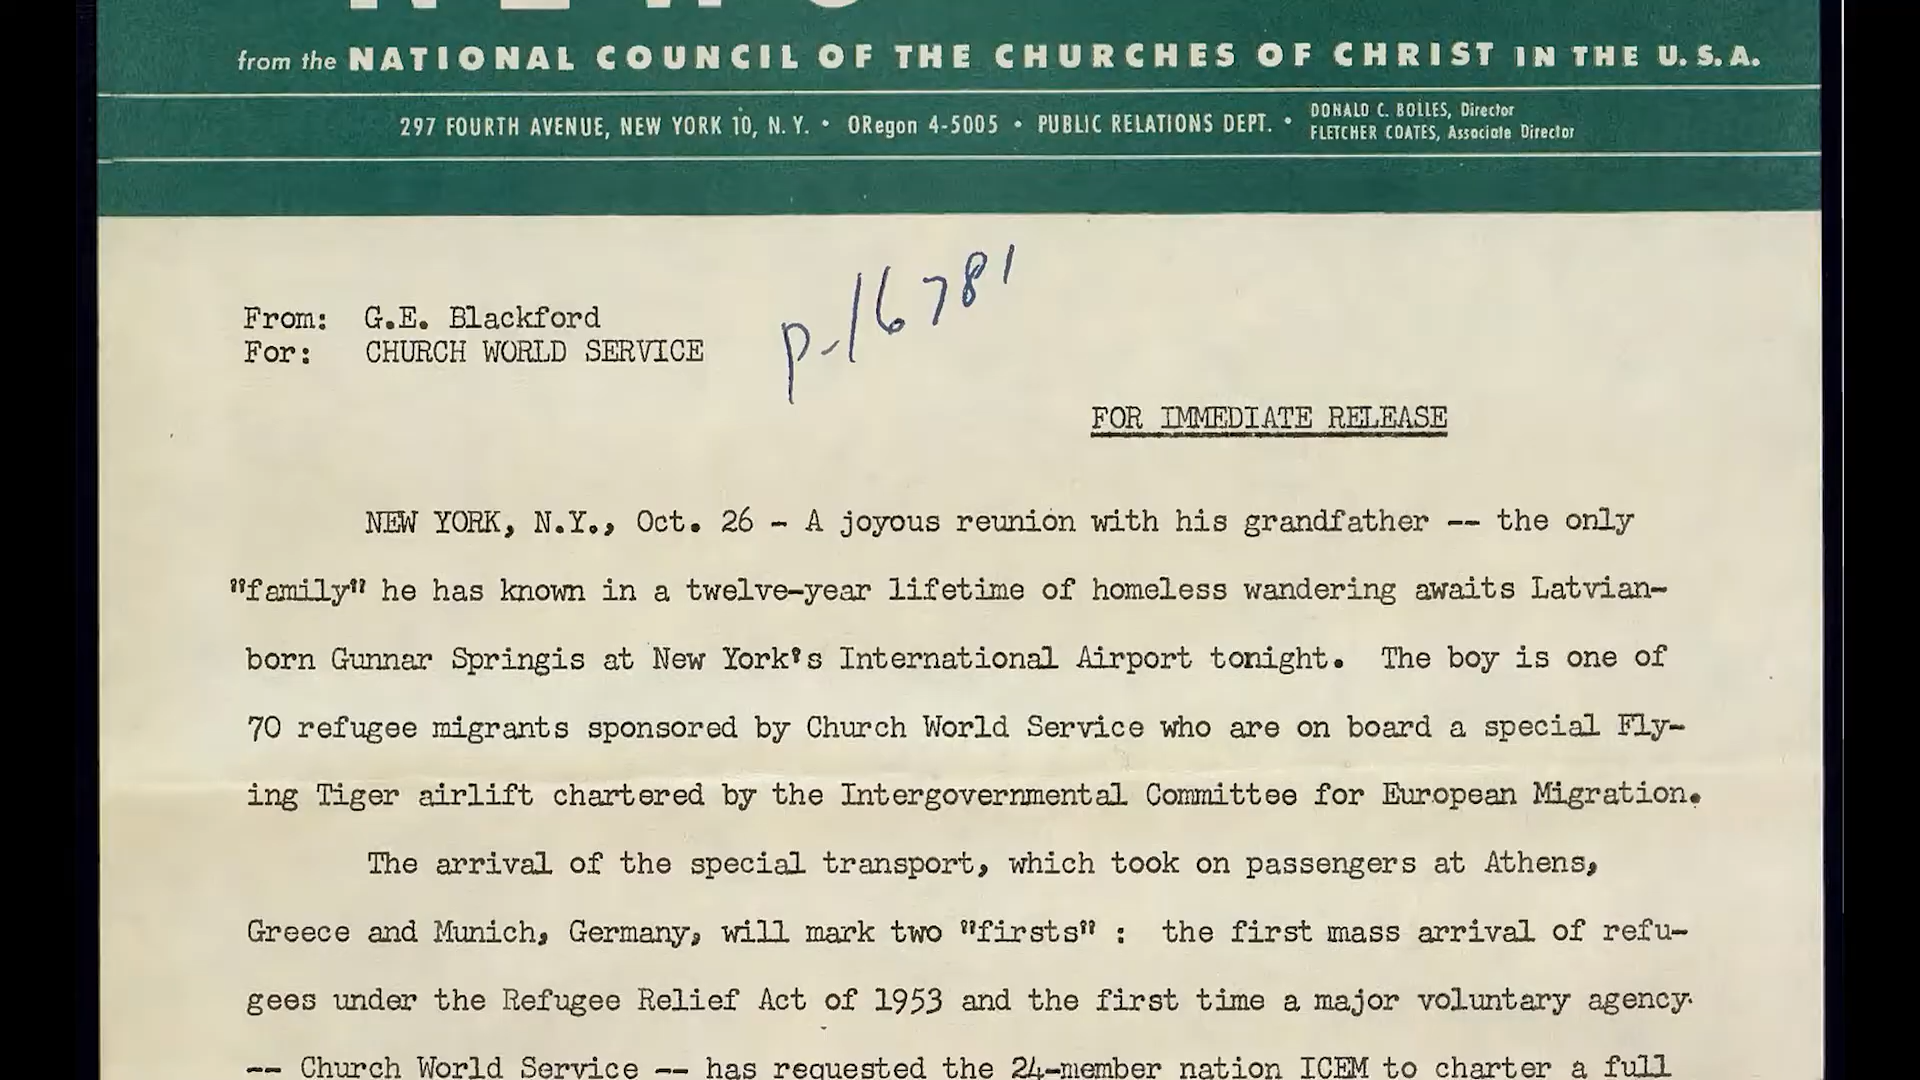 NEWS
from the NATIONAL COUNCIL OF THE CHURCHES OF CHRIST IN THE U.S.A.
297 FOURTH AVENUE, NEW YORK 10, N.Y. • ORegon 4-5005 • PUBLIC RELATIONS DEPT. • DONALD C. BOLLES, Director
FLETCHER COATES, Associate Director
P-16781
From: G.E. Blackford
For: CHURCH WORLD SERVICE
FOR IMMEDIATE RELEASE
NEW YORK, N.Y., Oct. 26 - A joyous reunion with his grandfather -- the only
"family" he has known in a twelve-year lifetime of homeless wandering awaits Latvian-
born Gunnar Springis at New York's International Airport tonight. The boy is one of
70 refugee migrants sponsored by Church World Service who are on board a special Fly-
ing Tiger airlift chartered by the Intergovernmental Committee for European Migration.
The arrival of the special transport, which took on passengers at Athens,
Greece and Munich, Germany, will mark two "firsts" : the first mass arrival of refu-
gees under the Refugee Relief Act of 1953 and the first time a major voluntary agency
-- Church World Service -- has requested the 24-member nation ICEM to charter a full